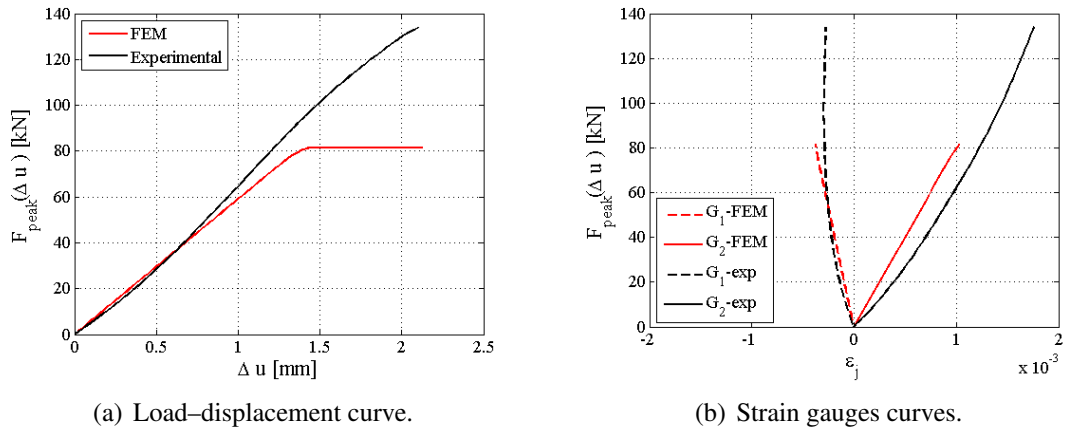 140
120
100
80
60
40
20
0
F_peak(Δ u ) [kN]
FEM
Experimental
0 0.5 1 1.5 2 2.5
Δ u [mm]
(a) Load–displacement curve.
140
120
100
80
60
40
20
0
F_peak(Δ u ) [kN]
G_1-FEM
G_2-FEM
G_1-exp
G_2-exp
-2 -1 0 1 2
ε_j
x 10^-3
(b) Strain gauges curves.